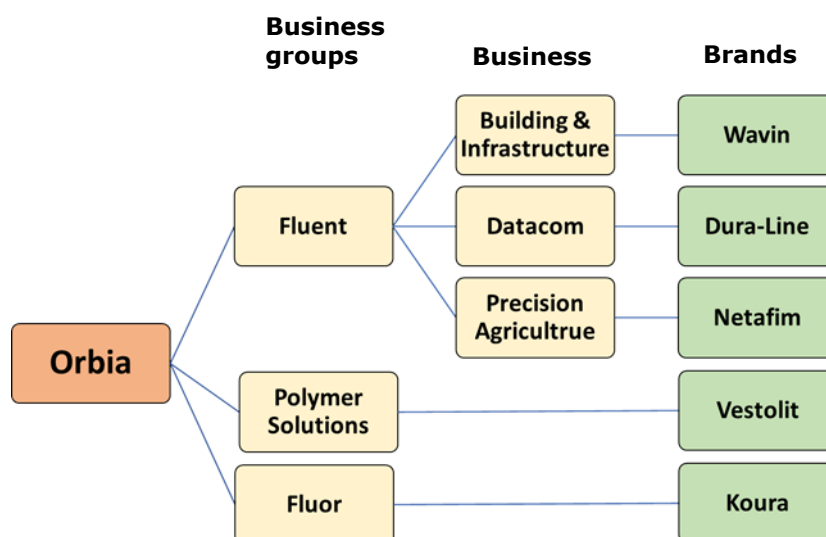 Business
groups
Business
Brands
Building &
Infrastructure
Wavin
Fluent
Datacom
Dura-Line
Precision
Agricultrue
Netafim
Orbia
Polymer
Solutions
Vestolit
Fluor
Koura